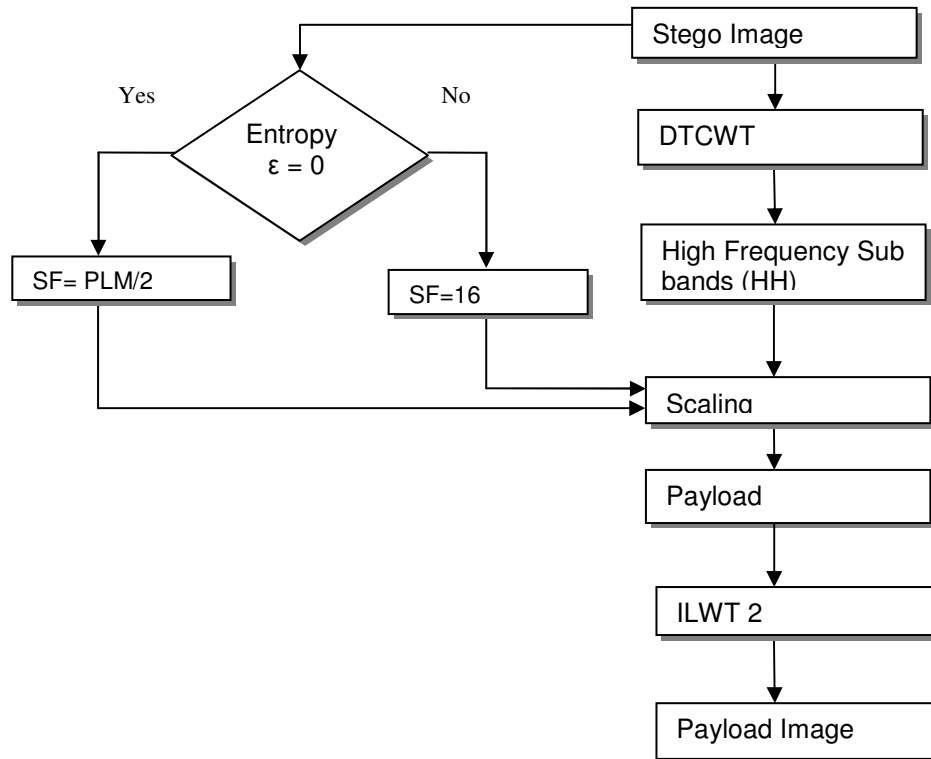 Stego Image
Yes
No
Entropy
ε = 0
DTCWT
High Frequency Sub
bands (HH)
SF= PLM/2
SF=16
Scaling
Payload
ILWT 2
Payload Image